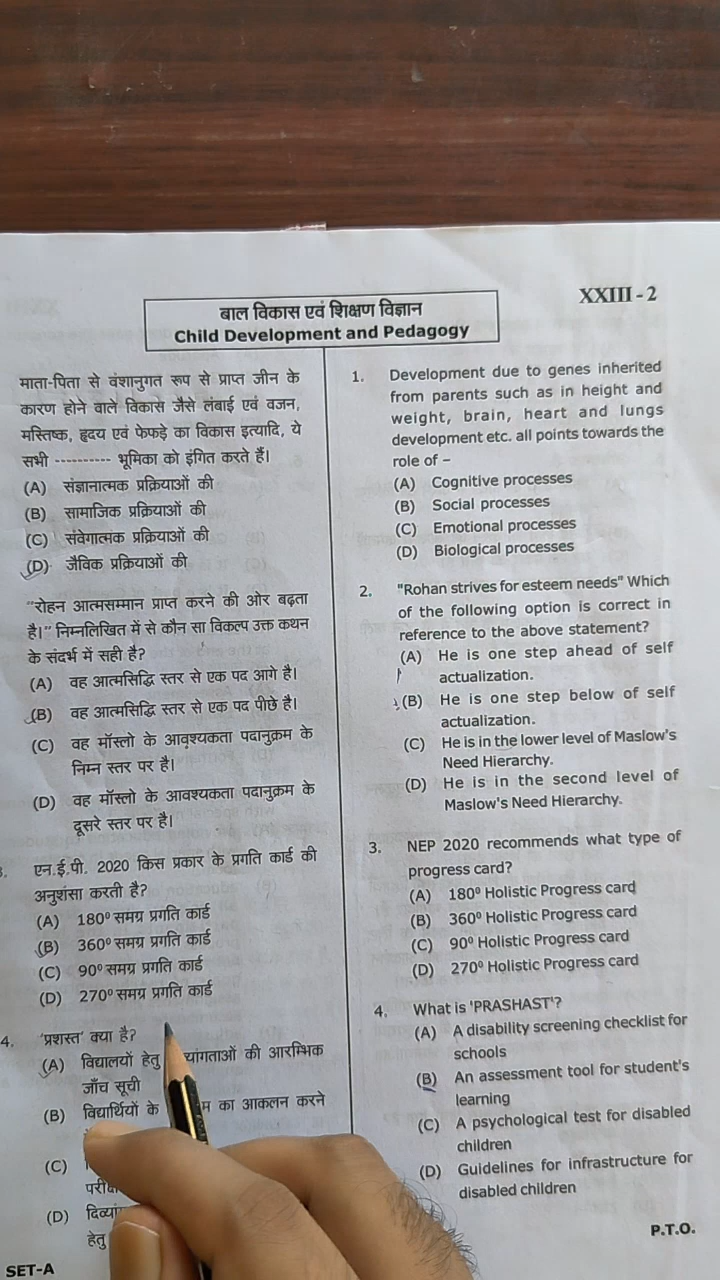 XXIII - 2
बाल विकास एवं शिक्षण विज्ञान
Child Development and Pedagogy
माता-पिता से वंशानुगत रूप से प्राप्त जीन के
कारण होने वाले विकास जैसे लंबाई एवं वजन,
मस्तिष्क, हृदय एवं फेफड़े का विकास इत्यादि, ये
सभी ---------- भूमिका को इंगित करते हैं।
(A) संज्ञानात्मक प्रक्रियाओं की
(B) सामाजिक प्रक्रियाओं की
(C) संवेगात्मक प्रक्रियाओं की
(D) जैविक प्रक्रियाओं की
"रोहन आत्मसम्मान प्राप्त करने की ओर बढ़ता
है।" निम्नलिखित में से कौन सा विकल्प उक्त कथन
के संदर्भ में सही है?
(A) वह आत्मसिद्धि स्तर से एक पद आगे है।
(B) वह आत्मसिद्धि स्तर से एक पद पीछे है।
(C) वह मॉस्लो के आवश्यकता पदानुक्रम के
निम्न स्तर पर है।
(D) वह मॉस्लो के आवश्यकता पदानुक्रम के
दूसरे स्तर पर है।
एन.ई.पी. 2020 किस प्रकार के प्रगति कार्ड की
अनुशंसा करती है?
(A) 180° समग्र प्रगति कार्ड
(B) 360° समग्र प्रगति कार्ड
(C) 90° समग्र प्रगति कार्ड
(D) 270° समग्र प्रगति कार्ड
4. 'प्रशस्त' क्या है?
(A) विद्यालयों हेतु यांगताओं की आरम्भिक
जाँच सूची
(B) विद्यार्थियों के म का आकलन करने
(C)
परीक्ष
(D) दिव्यां
हेतु
SET-A
1. Development due to genes inherited
from parents such as in height and
weight, brain, heart and lungs
development etc. all points towards the
role of –
(A) Cognitive processes
(B) Social processes
(C) Emotional processes
(D) Biological processes
2. "Rohan strives for esteem needs" Which
of the following option is correct in
reference to the above statement?
(A) He is one step ahead of self
actualization.
(B) He is one step below of self
actualization.
(C) He is in the lower level of Maslow's
Need Hierarchy.
(D) He is in the second level of
Maslow's Need Hierarchy.
3. NEP 2020 recommends what type of
progress card?
(A) 180° Holistic Progress card
(B) 360° Holistic Progress card
(C) 90° Holistic Progress card
(D) 270° Holistic Progress card
4. What is 'PRASHAST'?
(A) A disability screening checklist for
schools
(B) An assessment tool for student's
learning
(C) A psychological test for disabled
children
(D) Guidelines for infrastructure for
disabled children
P.T.O.